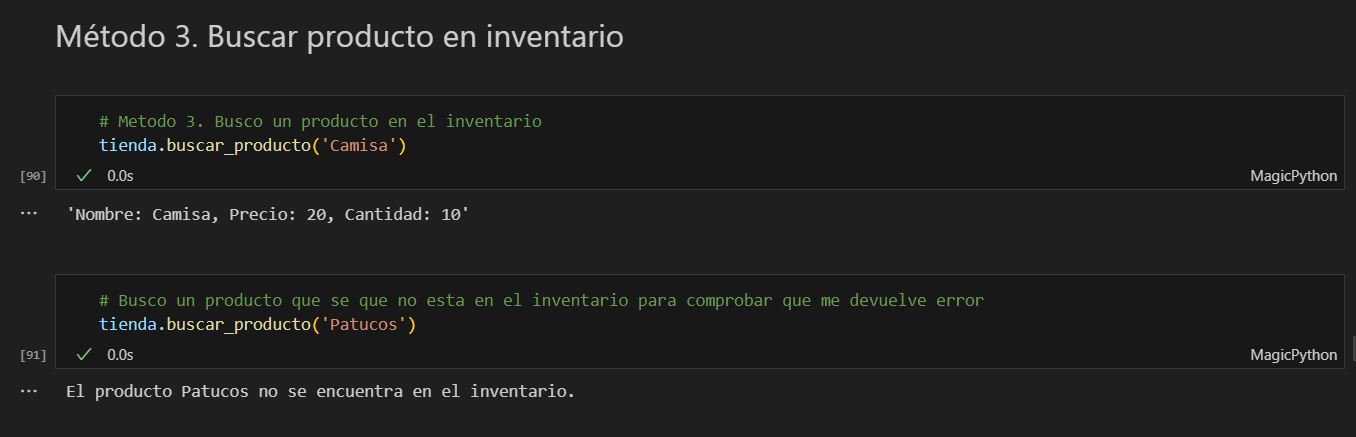 Método 3. Buscar producto en inventario
# Metodo 3. Busco un producto en el inventario
tienda.buscar_producto('Camisa')
[90] 0.0s MagicPython
... 'Nombre: Camisa, Precio: 20, Cantidad: 10'
# Busco un producto que se que no esta en el inventario para comprobar que me devuelve error
tienda.buscar_producto('Patucos')
[91] 0.0s MagicPython
... El producto Patucos no se encuentra en el inventario.